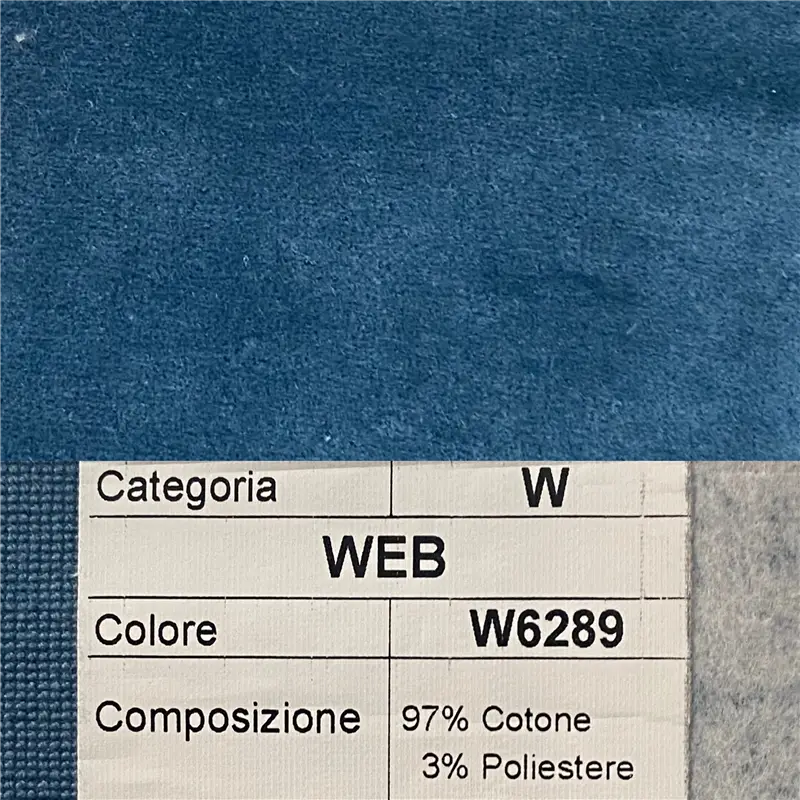 Categoria W
WEB
Colore W6289
Composizione 97% Cotone
3% Poliestere